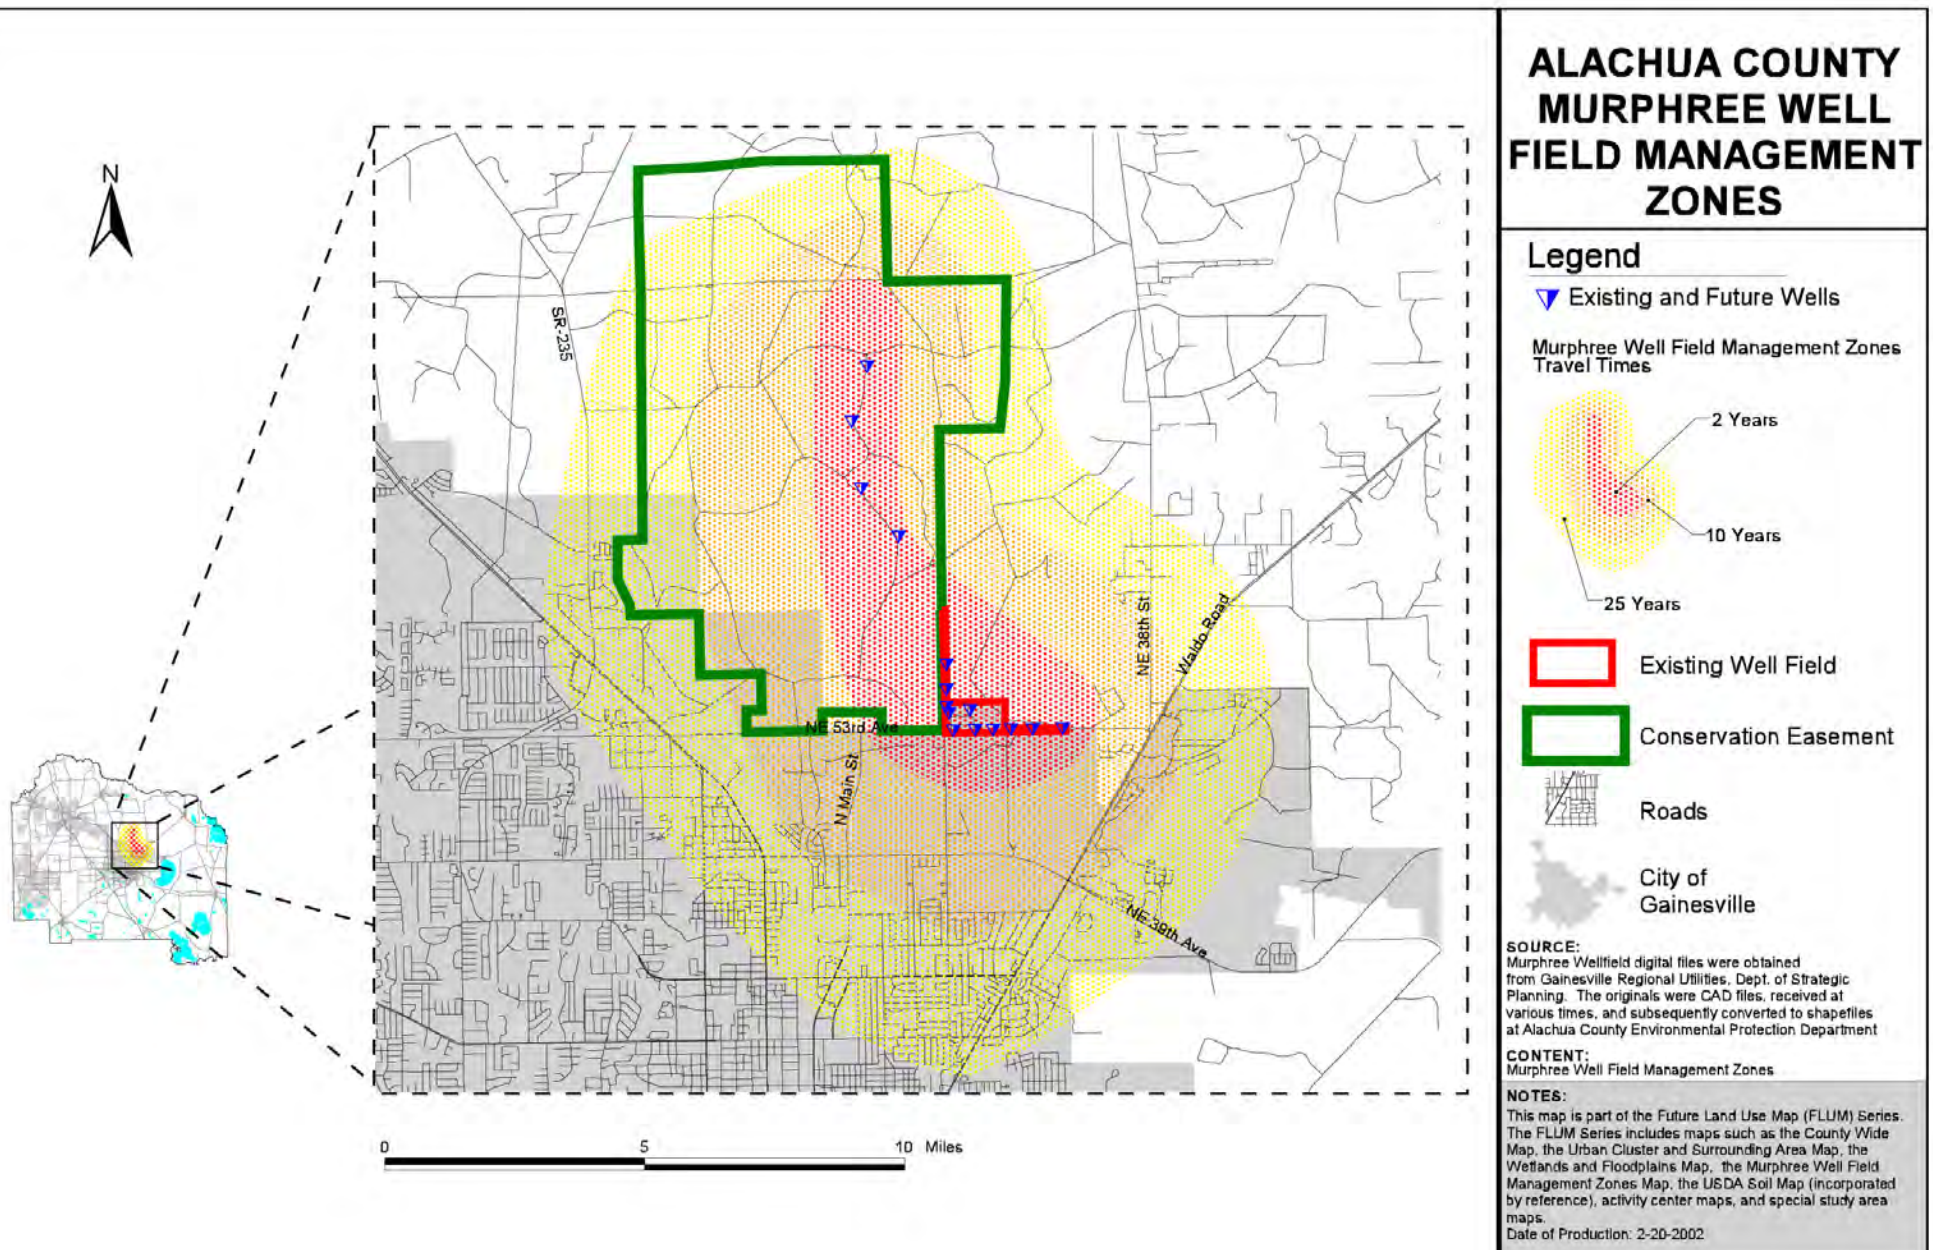 ALACHUA COUNTY
MURPHREE WELL
FIELD MANAGEMENT
ZONES
Legend
Existing and Future Wells
Murphree Well Field Management Zones
Travel Times
2 Years
10 Years
25 Years
Existing Well Field
Conservation Easement
Roads
City of
Gainesville
SOURCE:
Murphree Wellfield digital files were obtained
from Gainesville Regional Utilities, Dept. of Strategic
Planning. The originals were CAD files, received at
various times, and subsequently converted to shapefiles
at Alachua County Environmental Protection Department
CONTENT:
Murphree Well Field Management Zones
NOTES:
This map is part of the Future Land Use Map (FLUM) Series.
The FLUM Series includes maps such as the County Wide
Map, the Urban Cluster and Surrounding Area Map, the
Wetlands and Floodplains Map, the Murphree Well Field
Management Zones Map, the USDA Soil Map (incorporated
by reference), activity center maps, and special study area
maps.
Date of Production: 2-20-2002
N
SR-235
NE 38th St
Waldo Road
NE 53rd Ave
N Main St
NE 39th Ave
0 5 10 Miles